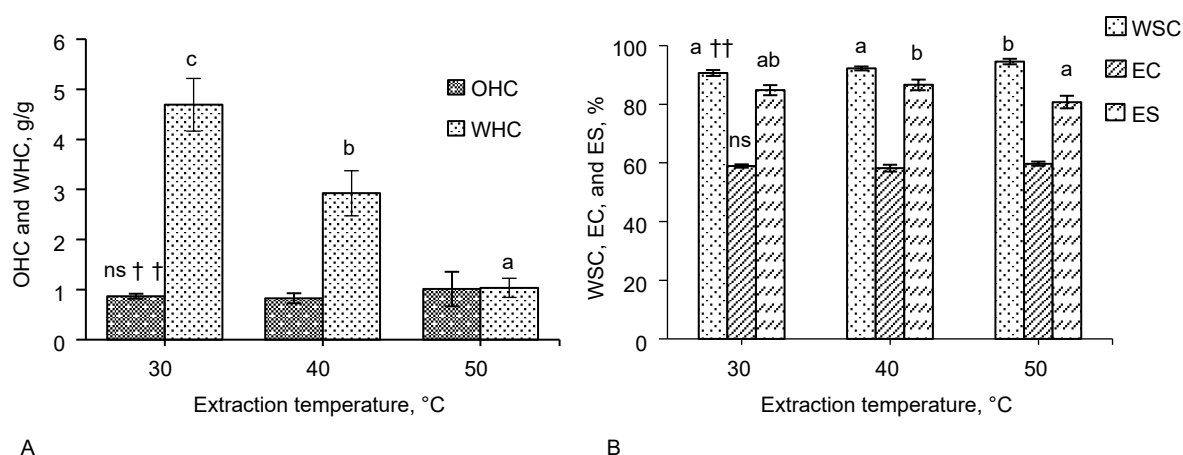 OHC and WHC, g/g
6
5
4
3
2
1
0
ns † †
c
b
a
OHC
WHC
30 40 50
Extraction temperature, °C
A
WSC, EC, and ES, %
100
80
60
40
20
0
a ††
ns
ab
a
b
b
a
WSC
EC
ES
30 40 50
Extraction temperature, °C
B